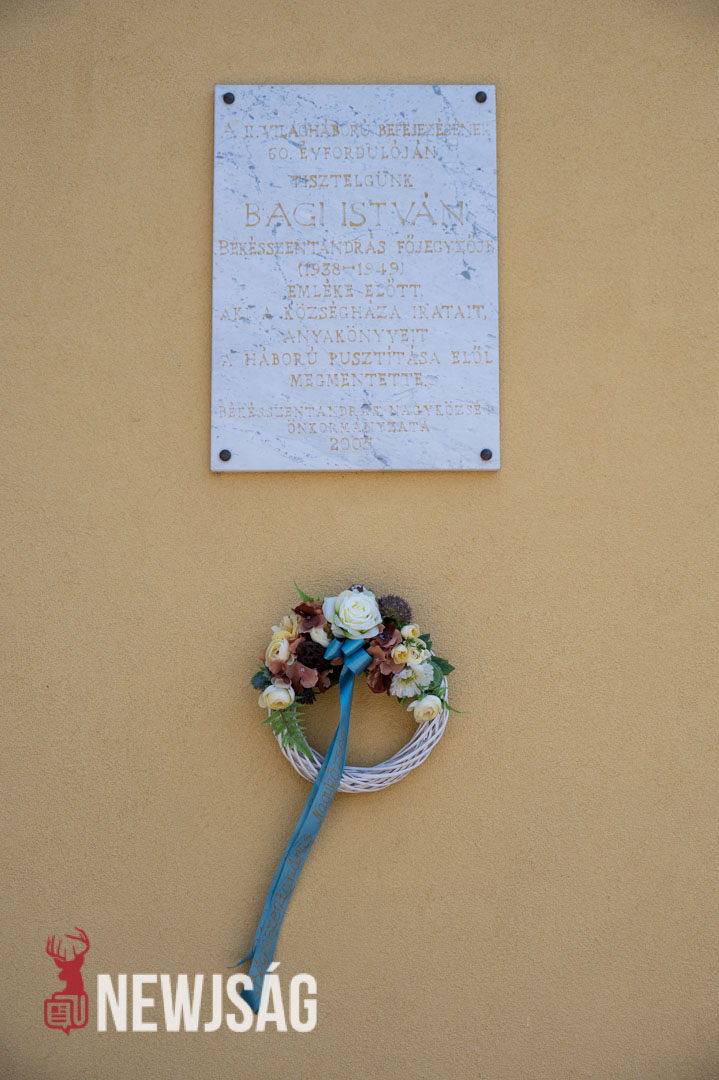 A II. VILÁGHÁBORÚ BEFEJEZÉSÉNEK
60. ÉVFORDULÓJÁN
TISZTELGÜNK
BAGI ISTVÁN
BÉKÉSSZENTANDRÁS FŐJEGYZŐJE
(1938-1949)
EMLÉKE ELŐTT
AKI A KÖZSÉGHÁZA IRATAIT,
ANYAKÖNYVEIT
A HÁBORÚ PUSZTÍTÁSA ELŐL
MEGMENTETTE.
BÉKÉSSZENTANDRÁS NAGYKÖZSÉG
ÖNKORMÁNYZATA
2005
NEWJSÁG